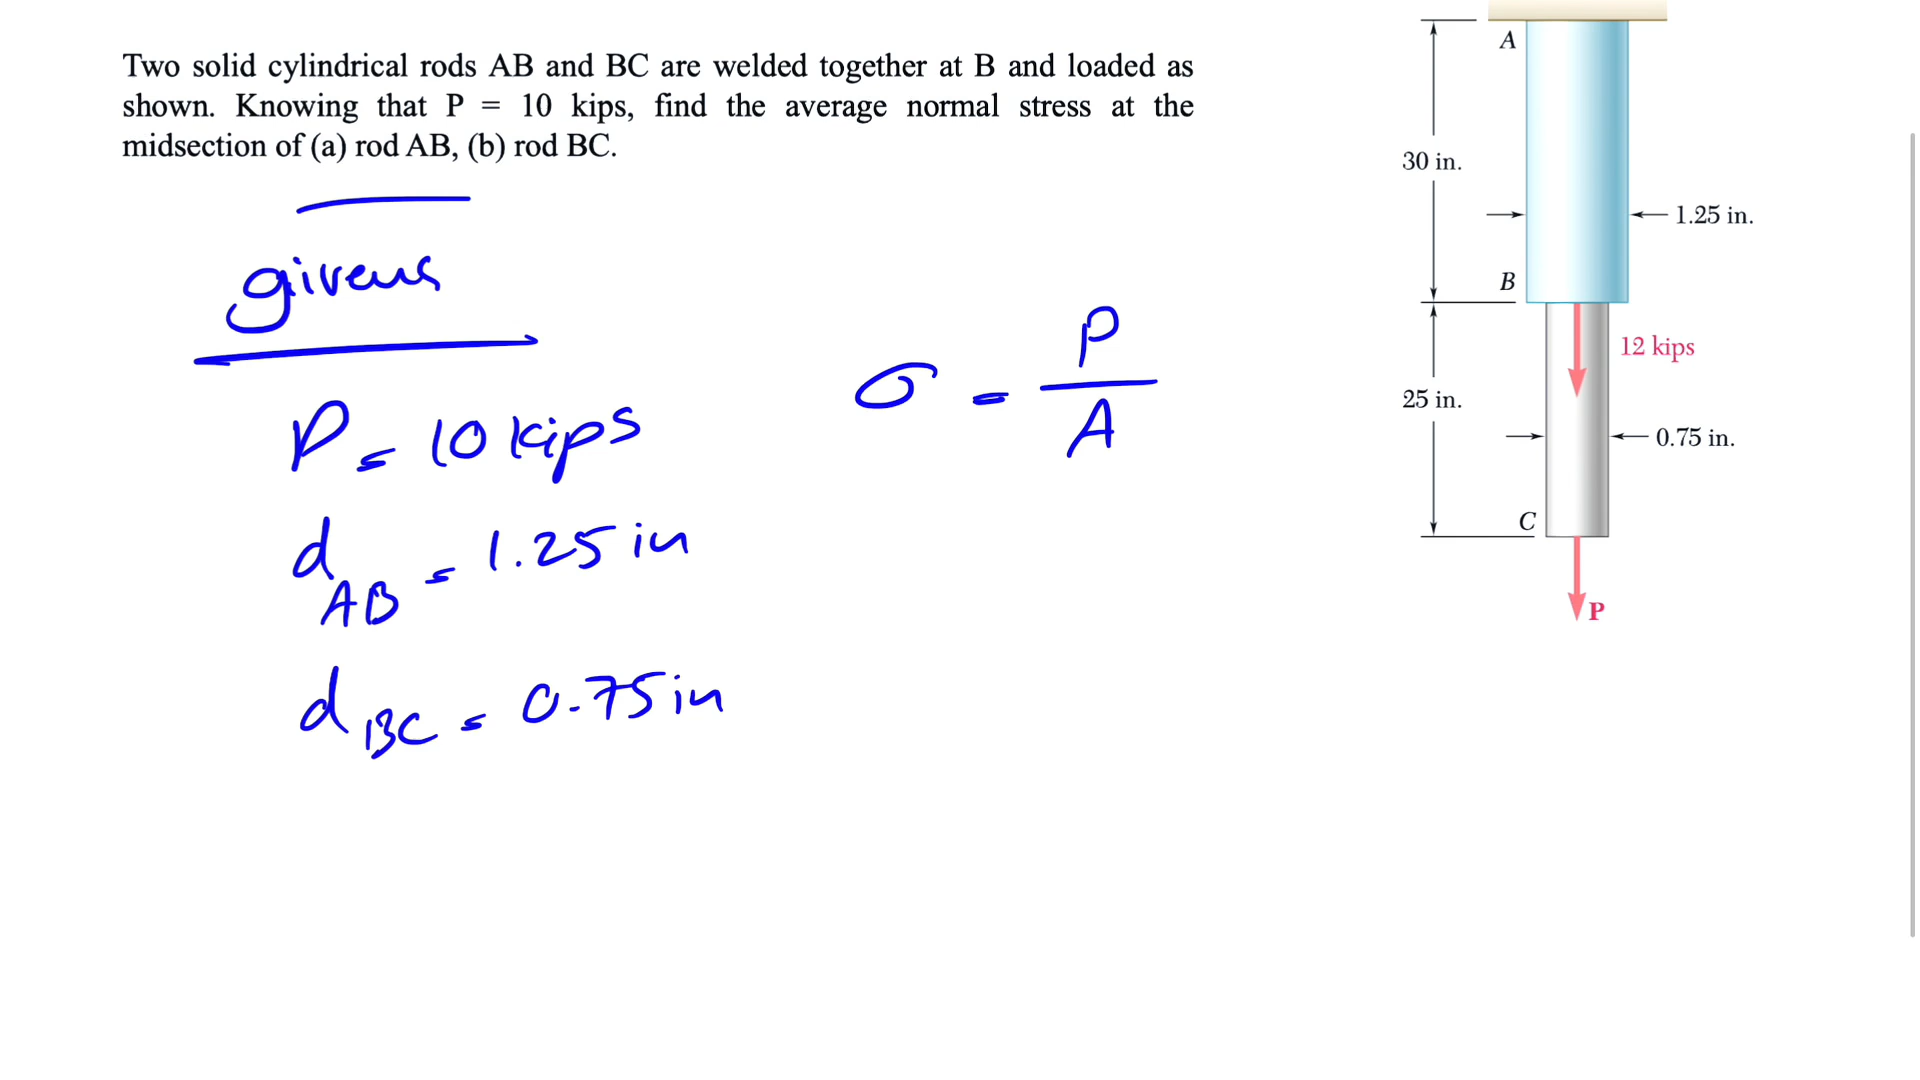 Two solid cylindrical rods AB and BC are welded together at B and loaded as
shown. Knowing that P = 10 kips, find the average normal stress at the
midsection of (a) rod AB, (b) rod BC.
givens
P = 10 kips
d AB = 1.25 in
d BC = 0.75 in
σ = P / A
A
30 in.
1.25 in.
B
12 kips
25 in.
0.75 in.
C
P